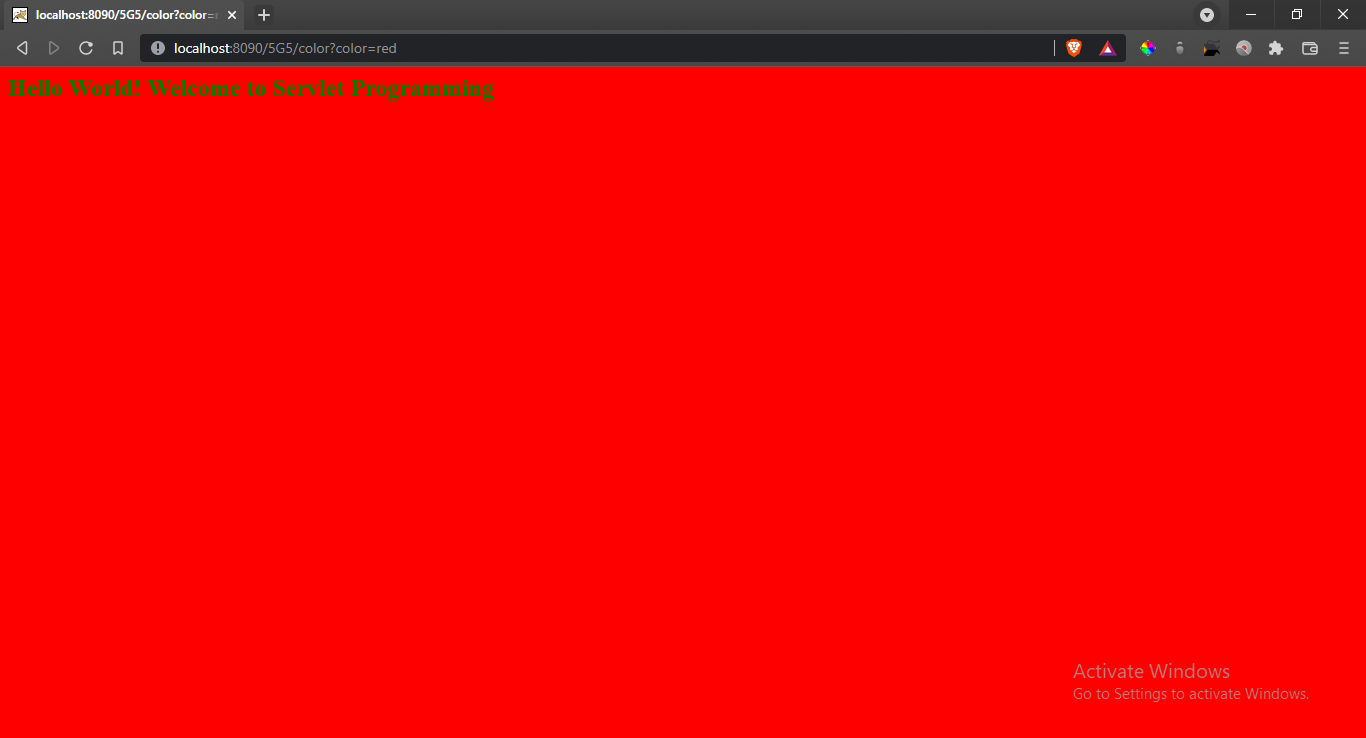 localhost:8090/5G5/color?color=r
localhost:8090/5G5/color?color=red
Hello World! Welcome to Servlet Programming
Activate Windows
Go to Settings to activate Windows.